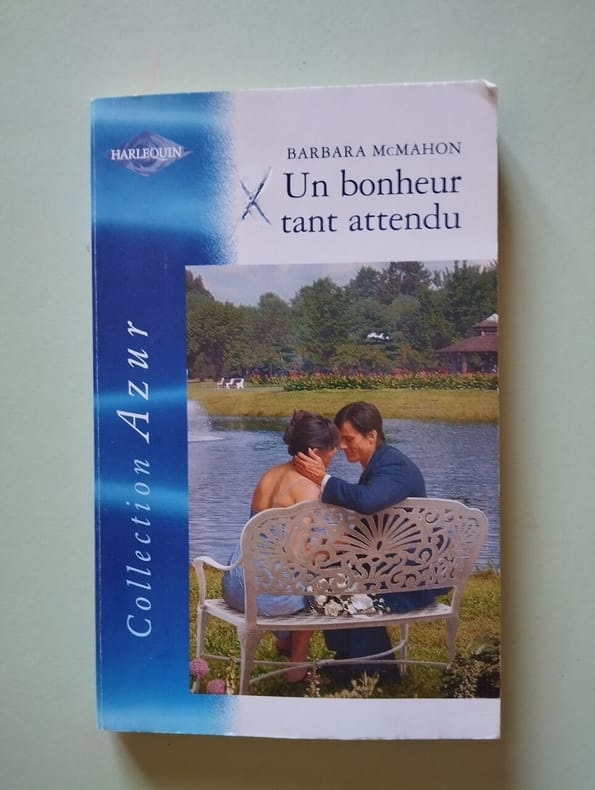 HARLEQUIN
BARBARA McMAHON
Un bonheur
tant attendu
Collection Azur